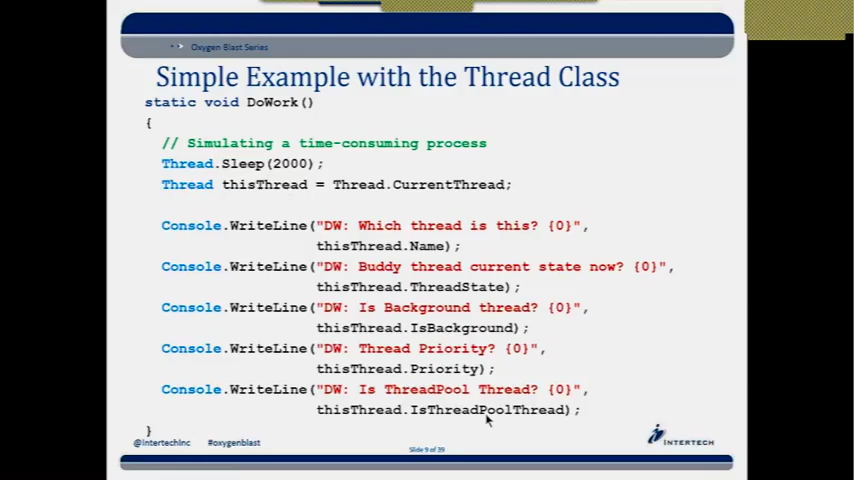 Oxygen Blast Series
Simple Example with the Thread Class
static void DoWork()
{
// Simulating a time-consuming process
Thread.Sleep(2000);
Thread thisThread = Thread.CurrentThread;
Console.WriteLine("DW: Which thread is this? {0}",
thisThread.Name);
Console.WriteLine("DW: Buddy thread current state now? {0}",
thisThread.ThreadState);
Console.WriteLine("DW: Is Background thread? {0}",
thisThread.IsBackground);
Console.WriteLine("DW: Thread Priority? {0}",
thisThread.Priority);
Console.WriteLine("DW: Is ThreadPool Thread? {0}",
thisThread.IsThreadPoolThread);
}
@IntertechInc #oxygenblast
Slide 9 of 39
INTERTECH